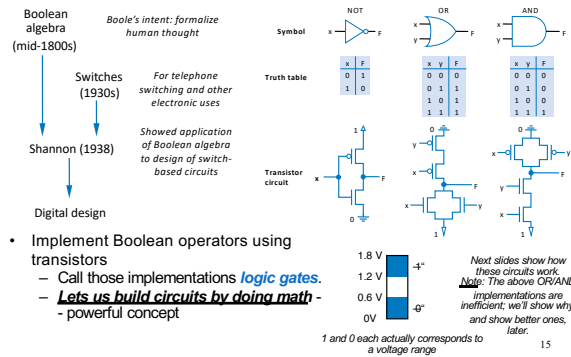 Boolean
algebra
(mid-1800s)
Boole's intent: formalize
human thought
Switches
(1930s)
For telephone
switching and other
electronic uses
Showed application
of Boolean algebra
to design of switch-
based circuits
Shannon (1938)
Digital design
NOT
OR
AND
Symbol
x
F
x
y
F
x
y
F
Truth table
x F
0 1
1 0
x y F
0 0 0
0 1 1
1 0 1
1 1 1
x y F
0 0 0
0 1 0
1 0 0
1 1 1
Transistor
circuit
1
x
F
0
0
y
x
F
x
y
1
0
x
y
y
F
x
1
• Implement Boolean operators using
transistors
– Call those implementations logic gates.
– Lets us build circuits by doing math -
- powerful concept
1.8 V
1.2 V
0.6 V
0V
"1"
"0"
1 and 0 each actually corresponds to
a voltage range
Next slides show how
these circuits work.
Note: The above OR/AND
implementations are
inefficient; we'll show why,
and show better ones,
later.
15